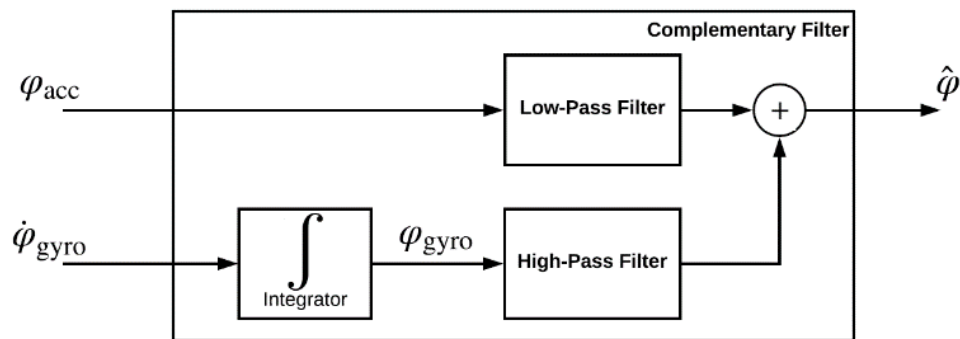 Complementary Filter
φacc
Low-Pass Filter
+
φ̂
φ̇gyro
∫
Integrator
φgyro
High-Pass Filter